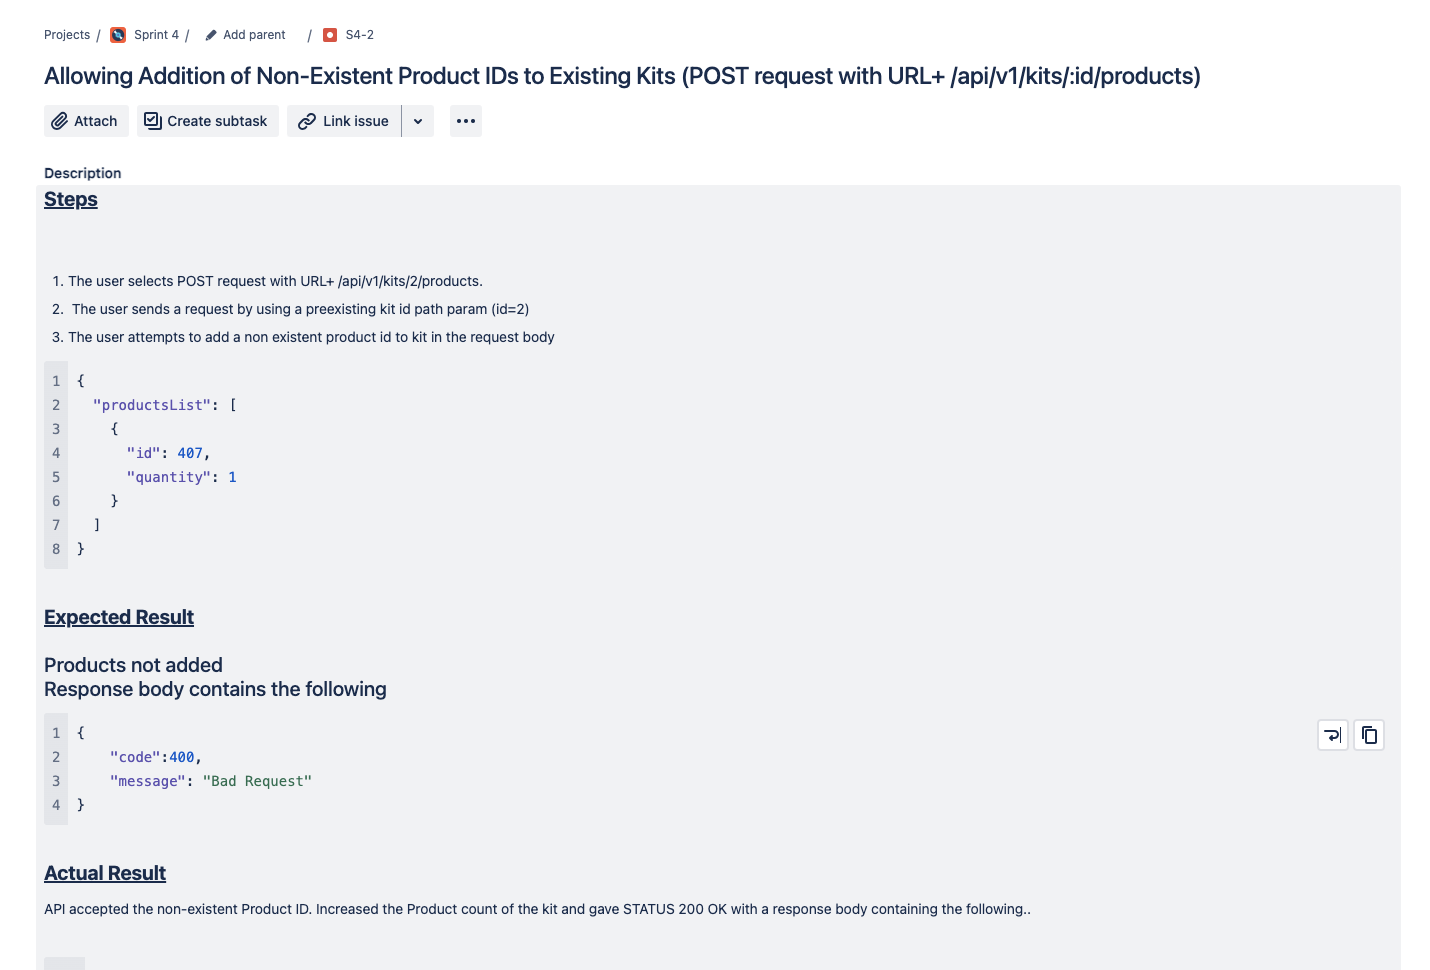 Projects / Sprint 4 / Add parent / S4-2
Allowing Addition of Non-Existent Product IDs to Existing Kits (POST request with URL+ /api/v1/kits/:id/products)
Attach Create subtask Link issue
Description
Steps
1. The user selects POST request with URL+ /api/v1/kits/2/products.
2. The user sends a request by using a preexisting kit id path param (id=2)
3. The user attempts to add a non existent product id to kit in the request body
1 {
2 "productsList": [
3 {
4 "id": 407,
5 "quantity": 1
6 }
7 ]
8 }
Expected Result
Products not added
Response body contains the following
1 {
2 "code":400,
3 "message": "Bad Request"
4 }
Actual Result
API accepted the non-existent Product ID. Increased the Product count of the kit and gave STATUS 200 OK with a response body containing the following..